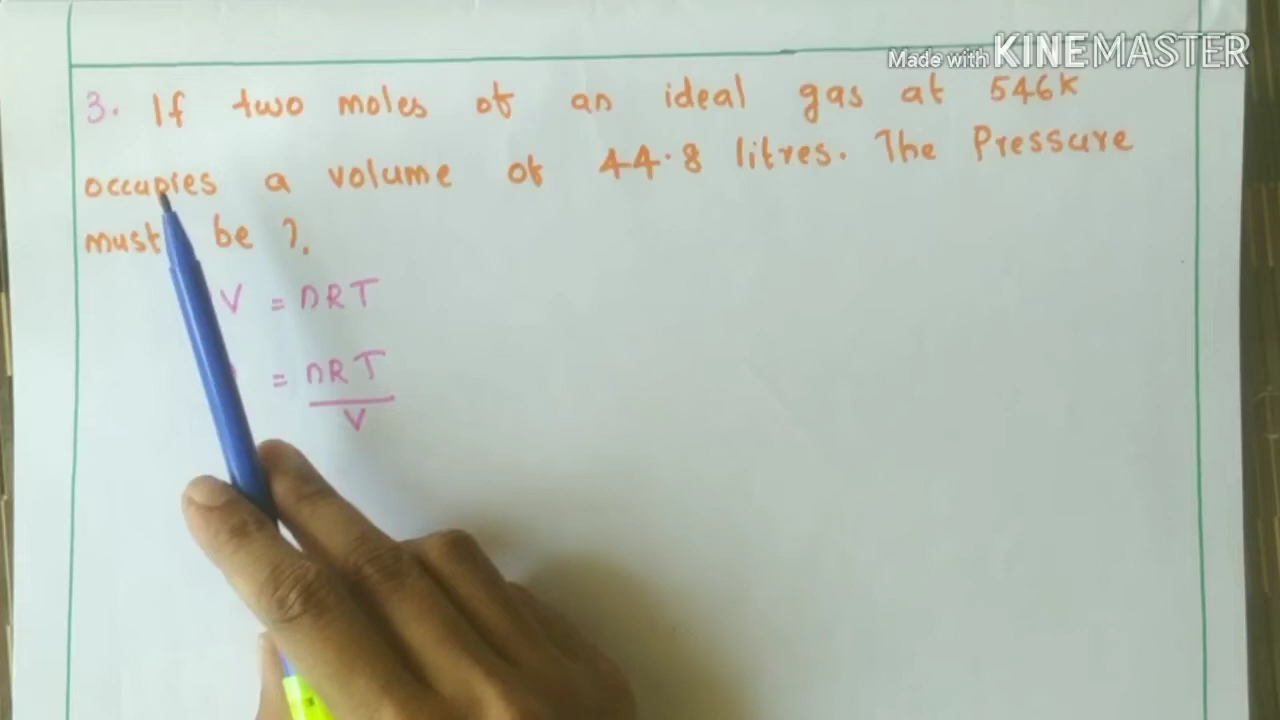 Made with KINEMASTER
3. If two moles of an ideal gas at 546K
occupies a volume of 44.8 litres. The Pressure
must be ?.
V = nRT
= nRT
V